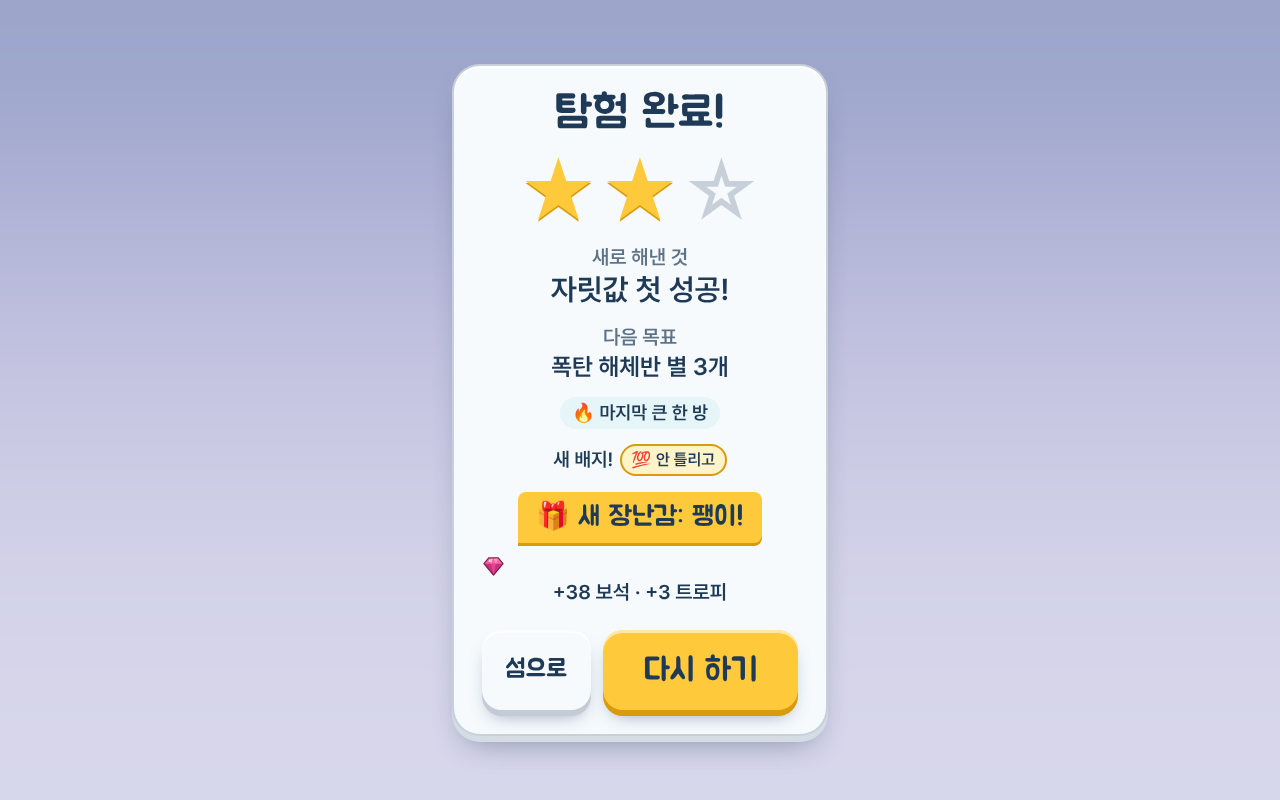 탐험 완료!
새로 해낸 것
자릿값 첫 성공!
다음 목표
폭탄 해체반 별 3개
🔥 마지막 큰 한 방
새 배지! 💯 안 틀리고
🎁 새 장난감: 팽이!
+38 보석 · +3 트로피
섬으로
다시 하기